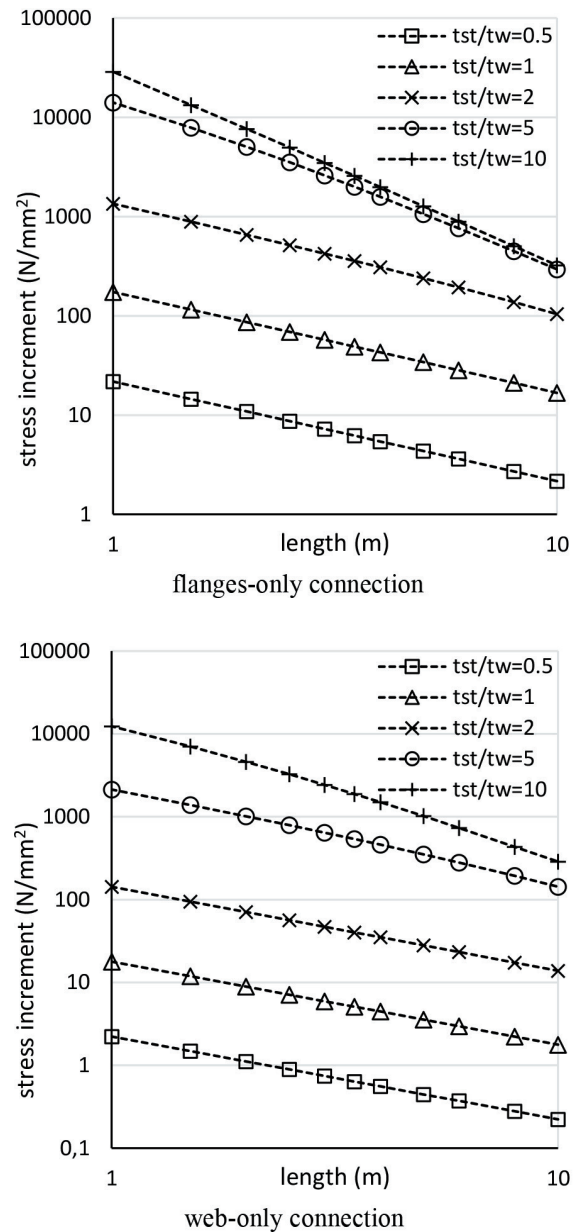 100000
10000
1000
100
10
1
stress increment (N/mm²)
tst/tw=0.5
tst/tw=1
tst/tw=2
tst/tw=5
tst/tw=10
1
length (m)
10
flanges-only connection
100000
10000
1000
100
10
1
0,1
stress increment (N/mm²)
tst/tw=0.5
tst/tw=1
tst/tw=2
tst/tw=5
tst/tw=10
1
length (m)
10
web-only connection